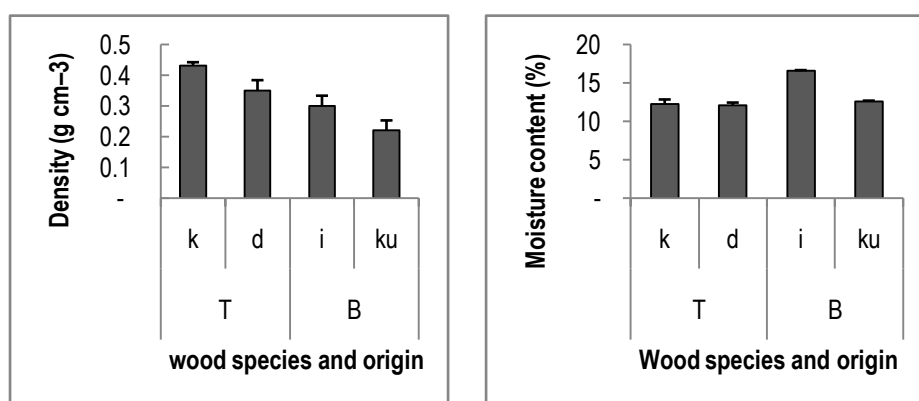 Density (g cm–3)
0.5
0.4
0.3
0.2
0.1
-
k d i ku
T B
wood species and origin
Moisture content (%)
20
15
10
5
-
k d i ku
T B
Wood species and origin